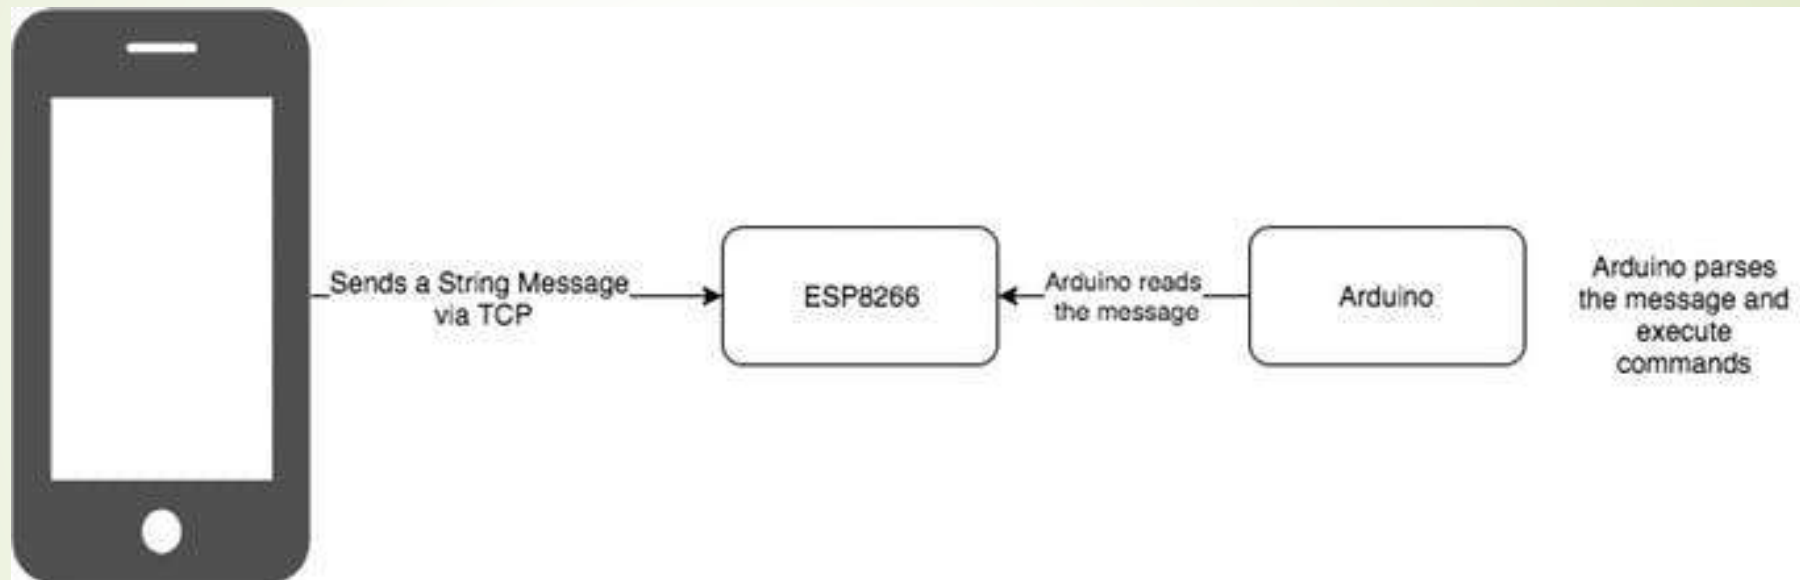 Sends a String Message
via TCP
ESP8266
Arduino reads
the message
Arduino
Arduino parses
the message and
execute
commands